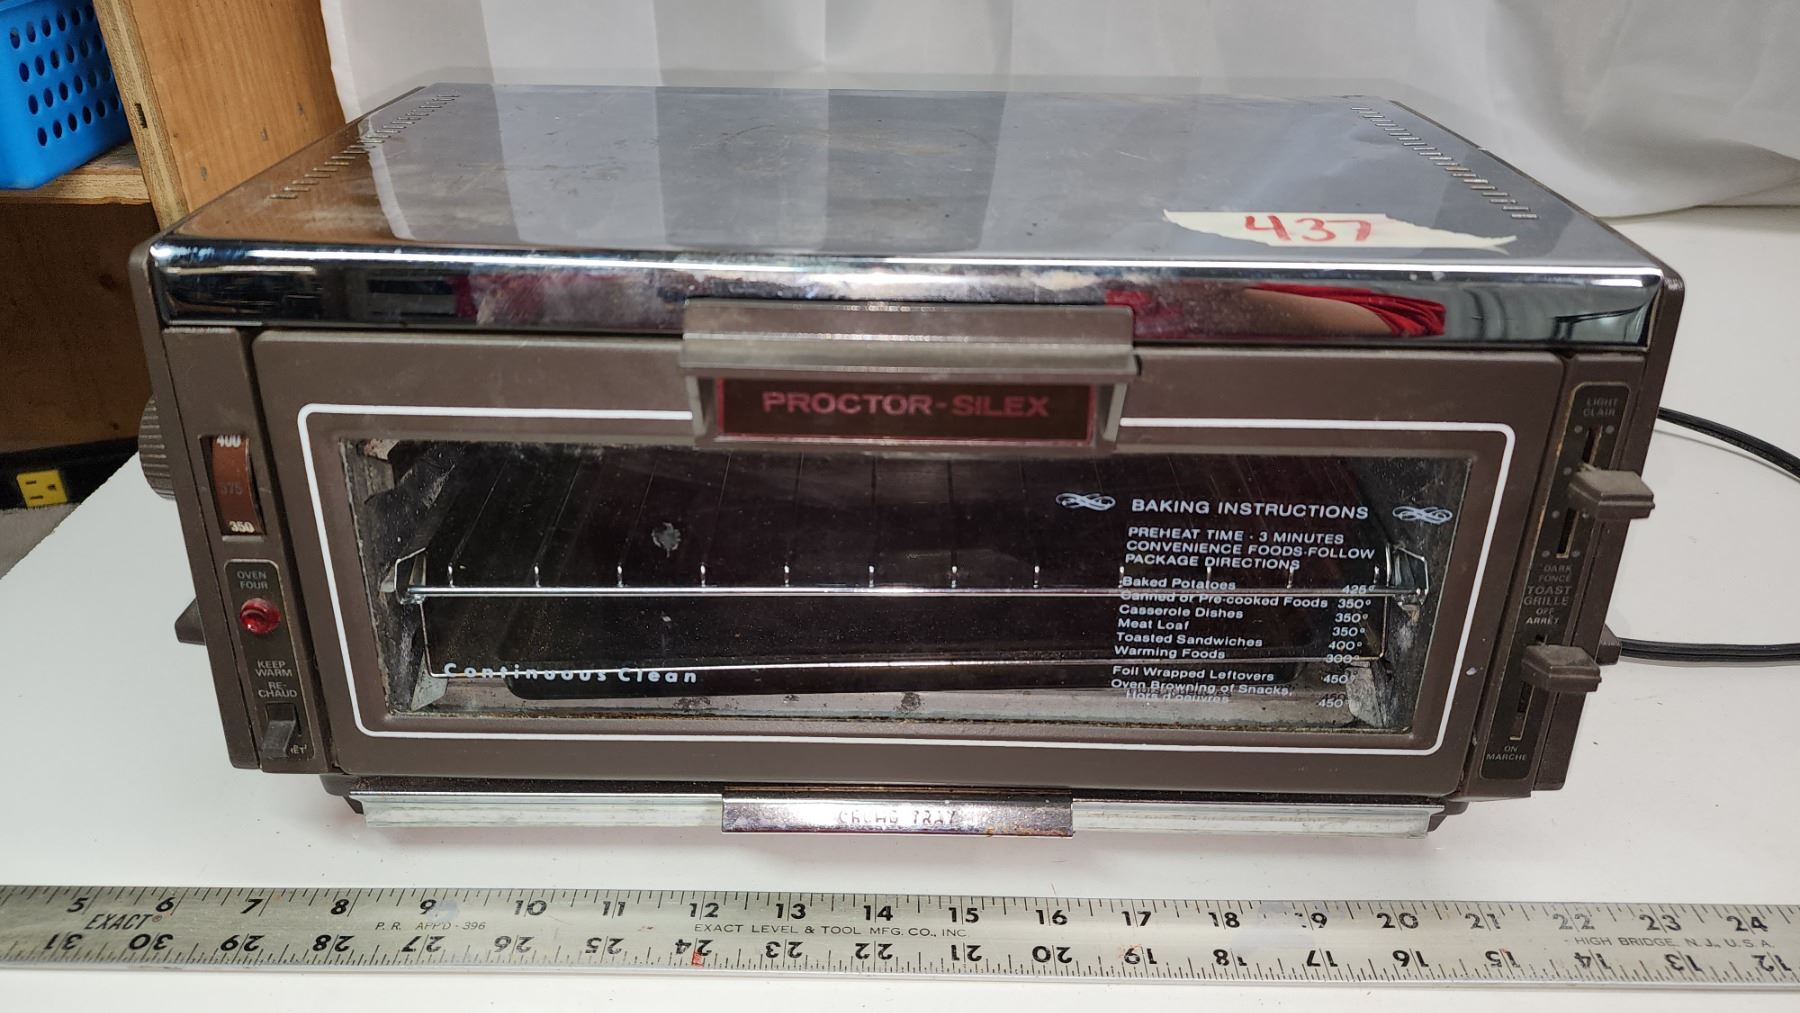 437
PROCTOR-SILEX
400
375
350
OVEN
FOUR
KEEP
WARM
RE-
CHAUD
Continuous Clean
BAKING INSTRUCTIONS
PREHEAT TIME · 3 MINUTES
CONVENIENCE FOODS·FOLLOW
PACKAGE DIRECTIONS
Baked Potatoes 425°
Canned or Pre-cooked Foods 350°
Casserole Dishes 350°
Meat Loaf 350°
Toasted Sandwiches 400°
Warming Foods 300°
Foil Wrapped Leftovers 450°
Oven Browning of Snacks,
Hors d'oeuvres 450°
LIGHT
CLAIR
DARK
FONCE
TOAST
GRILLE
OFF
ARRET
ON
MARCHE
CRUMB TRAY
5 6 7 8 9 10 11 12 13 14 15 16 17 18 19 20 21 22 23 24
EXACT® P.R. APP'D - 396 EXACT LEVEL & TOOL MFG. CO., INC. HIGH BRIDGE, N.J., U.S.A.
31 30 29 28 27 26 25 24 23 22 21 20 19 18 17 16 15 14 13 12